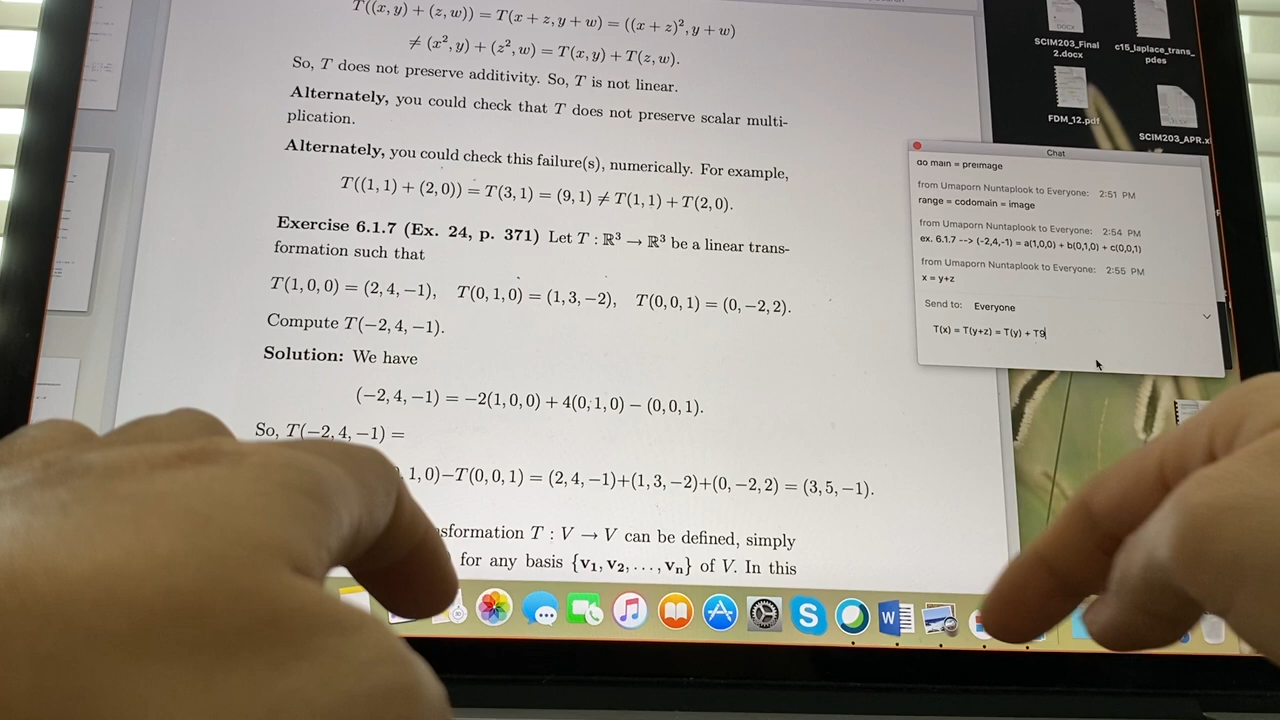 T((x, y) + (z, w)) = T(x + z, y + w) = ((x + z)², y + w)
≠ (x², y) + (z², w) = T(x, y) + T(z, w).
So, T does not preserve additivity. So, T is not linear.
Alternately, you could check that T does not preserve scalar multi-
plication.
Alternately, you could check this failure(s), numerically. For example,
T((1, 1) + (2, 0)) = T(3, 1) = (9, 1) ≠ T(1, 1) + T(2, 0).
Exercise 6.1.7 (Ex. 24, p. 371) Let T : ℝ³ → ℝ³ be a linear trans-
formation such that
T(1, 0, 0) = (2, 4, −1), T(0, 1, 0) = (1, 3, −2), T(0, 0, 1) = (0, −2, 2).
Compute T(−2, 4, −1).
Solution: We have
(−2, 4, −1) = −2(1, 0, 0) + 4(0, 1, 0) − (0, 0, 1).
So, T(−2, 4, −1) =
1, 0)−T(0, 0, 1) = (2, 4, −1)+(1, 3, −2)+(0, −2, 2) = (3, 5, −1).
sformation T : V → V can be defined, simply
for any basis {v₁, v₂, . . . , vₙ} of V. In this
SCIM203_Final
2.docx
c15_laplace_trans_
pdes
FDM_12.pdf
SCIM203_APR.x
DOCX
Chat
do main = preimage
from Umaporn Nuntaplook to Everyone: 2:51 PM
range = codomain = image
from Umaporn Nuntaplook to Everyone: 2:54 PM
ex. 6.1.7 --> (-2,4,-1) = a(1,0,0) + b(0,1,0) + c(0,0,1)
from Umaporn Nuntaplook to Everyone: 2:55 PM
x = y+z
Send to: Everyone
T(x) = T(y+z) = T(y) + T9
S
W